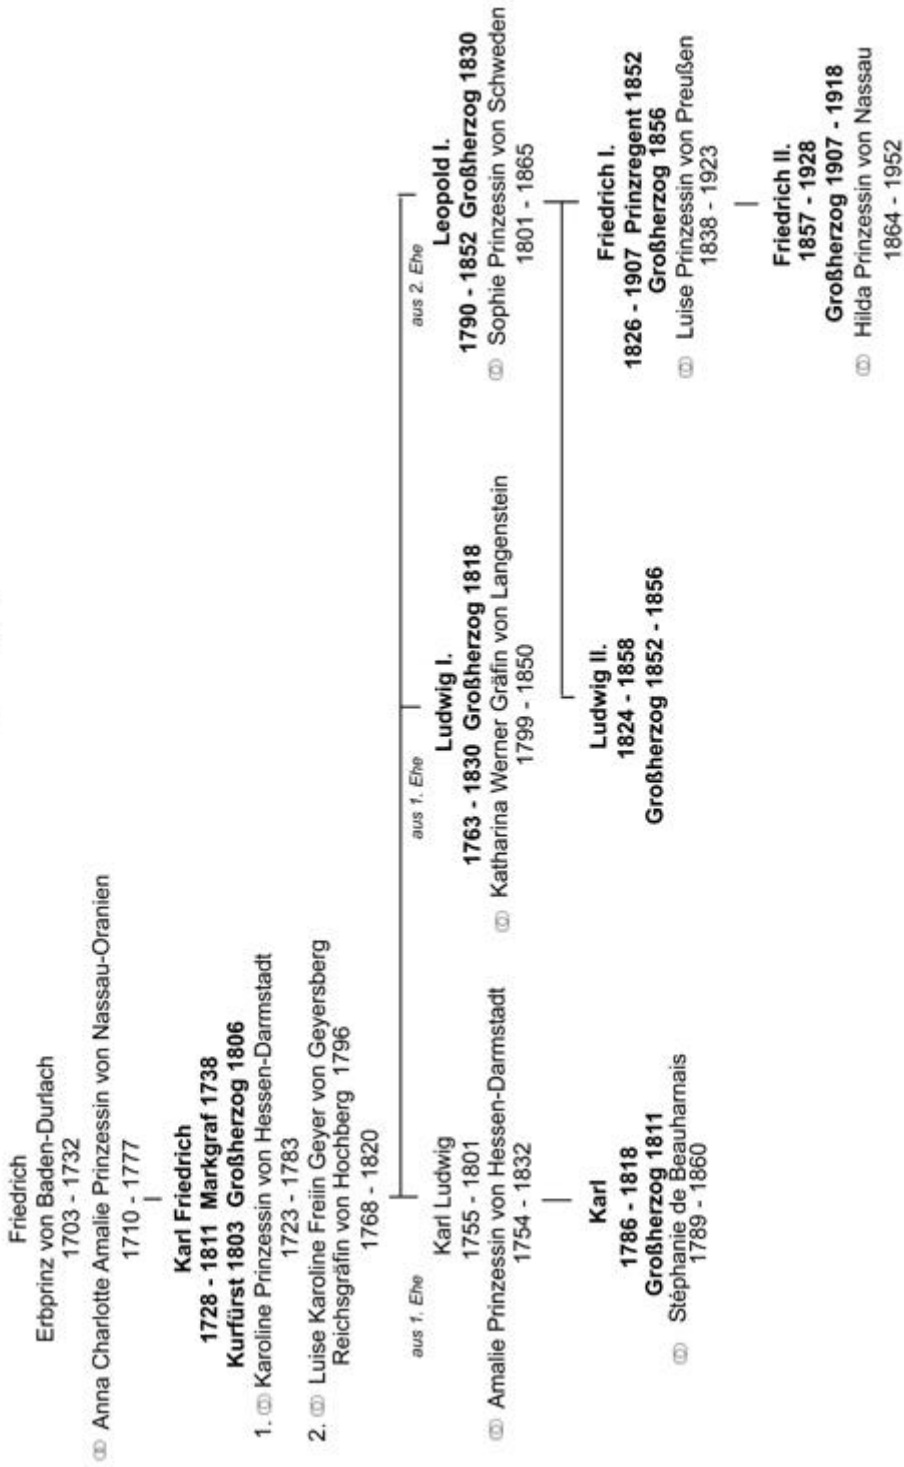 Friedrich
Erbprinz von Baden-Durlach
1703 - 1732
Anna Charlotte Amalie Prinzessin von Nassau-Oranien
1710 - 1777
Karl Friedrich
1728 - 1811 Markgraf 1738
Kurfürst 1803 Großherzog 1806
1. Karoline Prinzessin von Hessen-Darmstadt
1723 - 1783
2. Luise Karoline Freiin Geyer von Geyersberg
Reichsgräfin von Hochberg 1796
1768 - 1820
aus 1. Ehe
Karl Ludwig
1755 - 1801
Amalie Prinzessin von Hessen-Darmstadt
1754 - 1832
Karl
1786 - 1818
Großherzog 1811
Stéphanie de Beauharnais
1789 - 1860
aus 1. Ehe
Ludwig I.
1763 - 1830 Großherzog 1818
Katharina Werner Gräfin von Langenstein
1799 - 1850
aus 2. Ehe
Leopold I.
1790 - 1852 Großherzog 1830
Sophie Prinzessin von Schweden
1801 - 1865
Ludwig II.
1824 - 1858
Großherzog 1852 - 1856
Friedrich I.
1826 - 1907 Prinzregent 1852
Großherzog 1856
Luise Prinzessin von Preußen
1838 - 1923
Friedrich II.
1857 - 1928
Großherzog 1907 - 1918
Hilda Prinzessin von Nassau
1864 - 1952